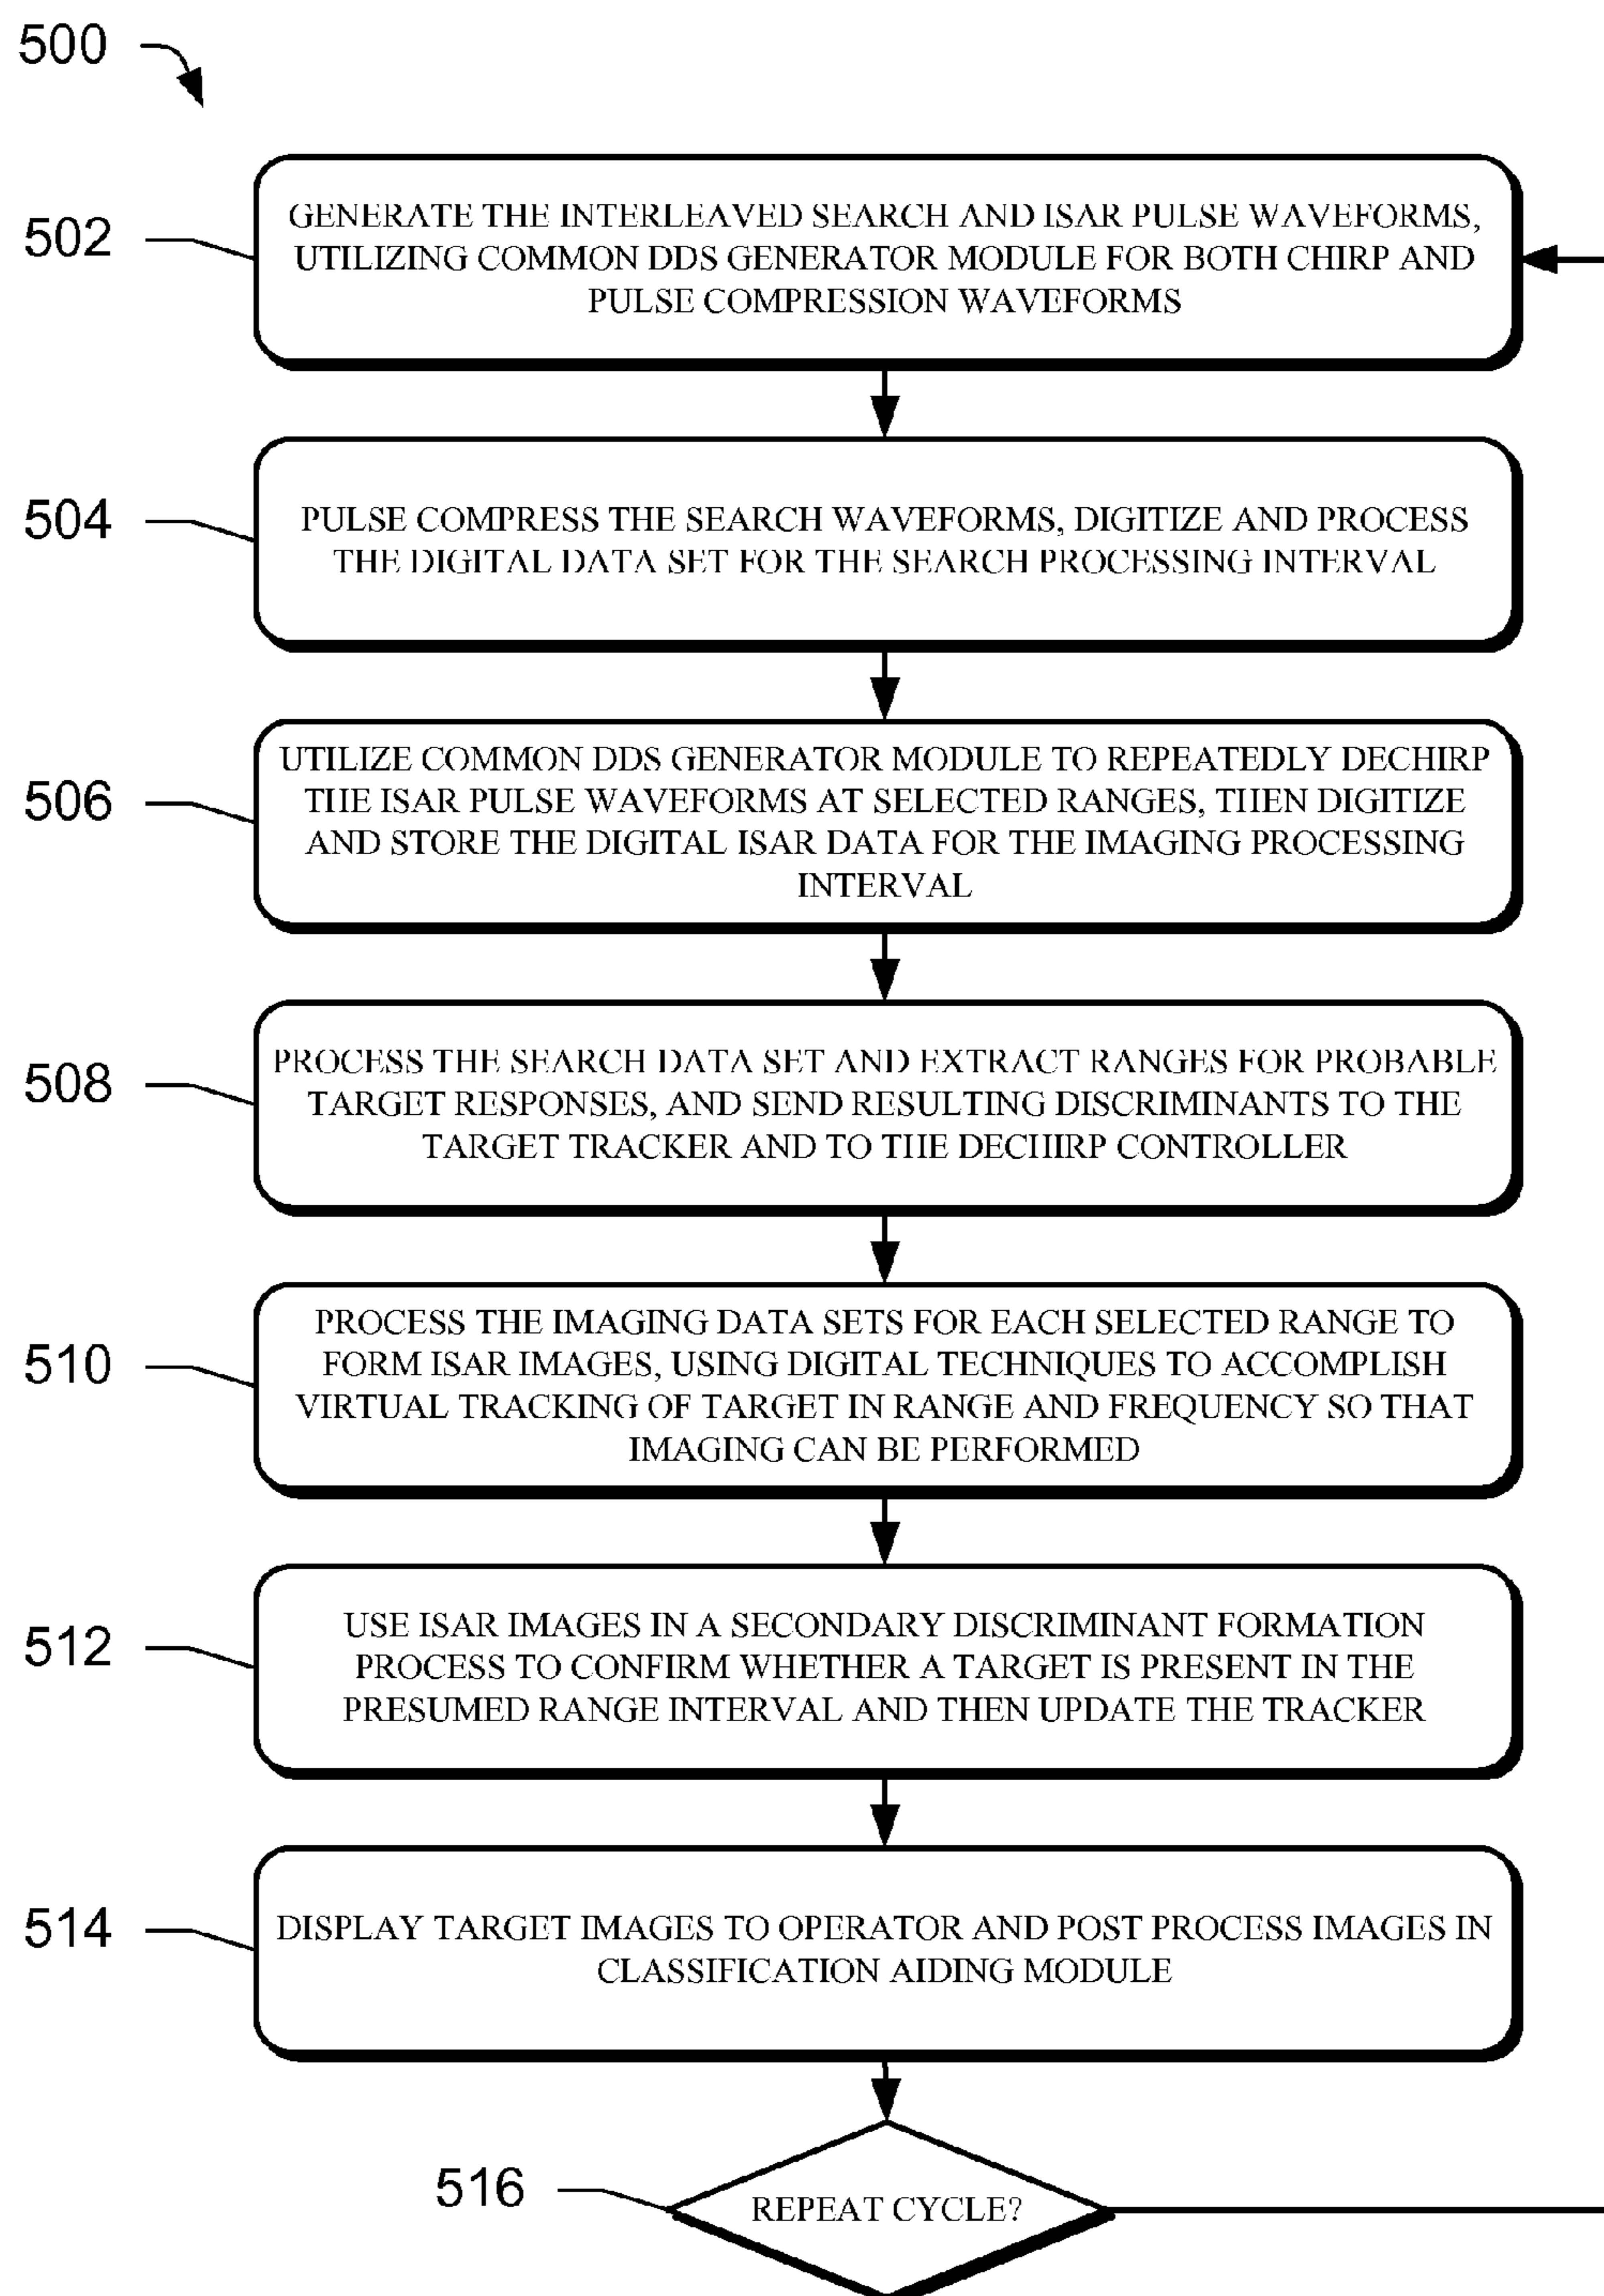 500
502
GENERATE THE INTERLEAVED SEARCH AND ISAR PULSE WAVEFORMS,
UTILIZING COMMON DDS GENERATOR MODULE FOR BOTH CHIRP AND
PULSE COMPRESSION WAVEFORMS
504
PULSE COMPRESS THE SEARCH WAVEFORMS, DIGITIZE AND PROCESS
THE DIGITAL DATA SET FOR THE SEARCH PROCESSING INTERVAL
506
UTILIZE COMMON DDS GENERATOR MODULE TO REPEATEDLY DECHIRP
THE ISAR PULSE WAVEFORMS AT SELECTED RANGES, THEN DIGITIZE
AND STORE THE DIGITAL ISAR DATA FOR THE IMAGING PROCESSING
INTERVAL
508
PROCESS THE SEARCH DATA SET AND EXTRACT RANGES FOR PROBABLE
TARGET RESPONSES, AND SEND RESULTING DISCRIMINANTS TO THE
TARGET TRACKER AND TO THE DECHIRP CONTROLLER
510
PROCESS THE IMAGING DATA SETS FOR EACH SELECTED RANGE TO
FORM ISAR IMAGES, USING DIGITAL TECHNIQUES TO ACCOMPLISH
VIRTUAL TRACKING OF TARGET IN RANGE AND FREQUENCY SO THAT
IMAGING CAN BE PERFORMED
512
USE ISAR IMAGES IN A SECONDARY DISCRIMINANT FORMATION
PROCESS TO CONFIRM WHETHER A TARGET IS PRESENT IN THE
PRESUMED RANGE INTERVAL AND THEN UPDATE THE TRACKER
514
DISPLAY TARGET IMAGES TO OPERATOR AND POST PROCESS IMAGES IN
CLASSIFICATION AIDING MODULE
516
REPEAT CYCLE?